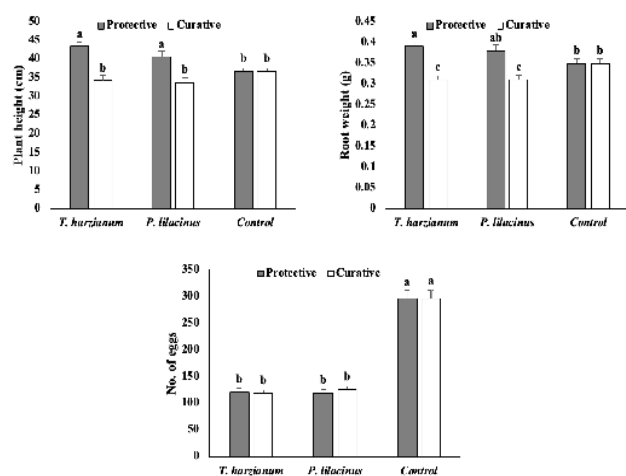 Protective Curative
Plant height (cm)
50
45
40
35
30
25
20
15
10
5
0
a
b
a
b
b b
T. harzianum P. lilacinus Control
Protective Curative
Root weight (g)
0.45
0.4
0.35
0.3
0.25
0.2
0.15
0.1
0.05
0
a
c
ab
c
b b
T. harzianum P. lilacinus Control
Protective Curative
No. of eggs
350
300
250
200
150
100
50
0
b b
b b
a a
T. harzianum P. lilacinus Control